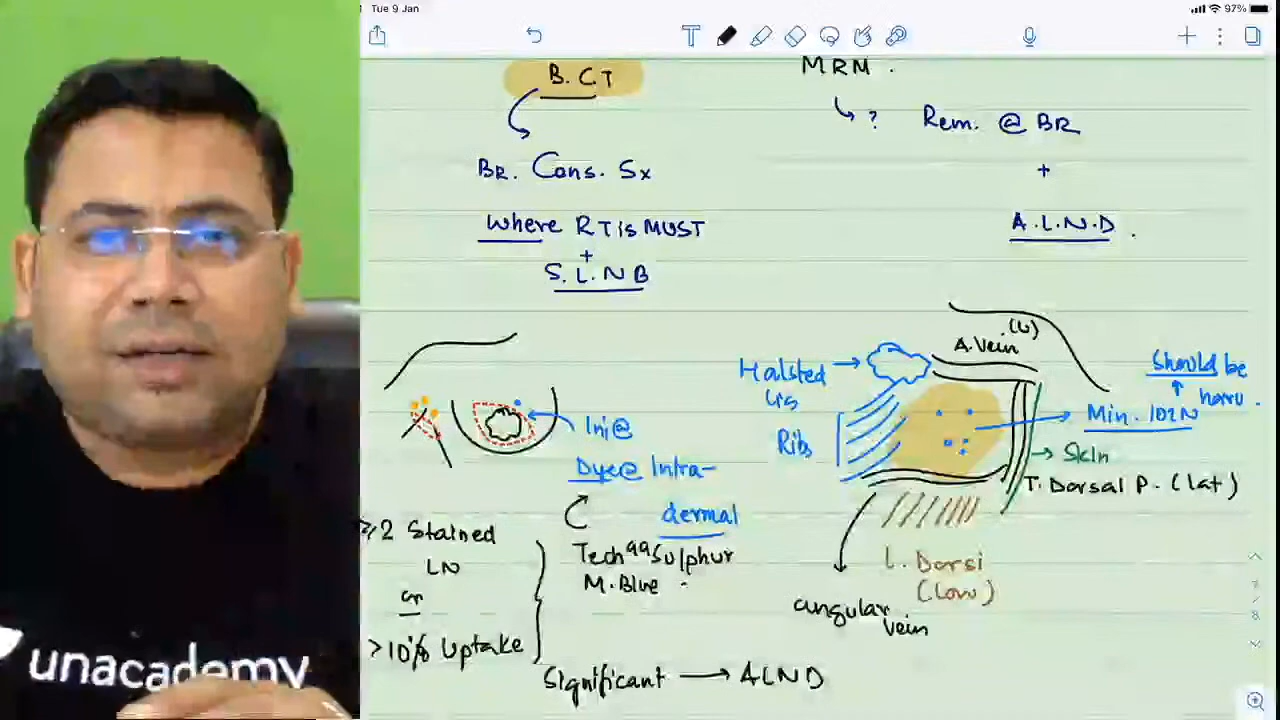 Tue 9 Jan
97%
B.C.T
Br. Cons. Sx
where RT is MUST
+
S.L.N B
MRM.
? Rem. @ BR
+
A.L.N.D.
Inj@
Dye@ Intra-
dermal
Tech99 Sulphur
M.Blue
≥2 Stained
LN
or
>10% Uptake
Significant → ALND
Halsted
Lig
Ribs
A.Vein (U)
Should be
harv.
Min. 10LN
Skin
T. Dorsal P. (lat)
L. Dorsi
(Low)
angular
vein
unacademy